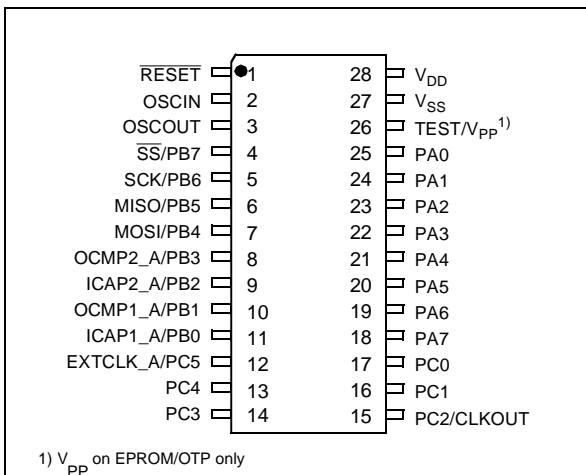 RESET 1 28 VDD
OSCIN 2 27 VSS
OSCOUT 3 26 TEST/VPP1)
SS/PB7 4 25 PA0
SCK/PB6 5 24 PA1
MISO/PB5 6 23 PA2
MOSI/PB4 7 22 PA3
OCMP2_A/PB3 8 21 PA4
ICAP2_A/PB2 9 20 PA5
OCMP1_A/PB1 10 19 PA6
ICAP1_A/PB0 11 18 PA7
EXTCLK_A/PC5 12 17 PC0
PC4 13 16 PC1
PC3 14 15 PC2/CLKOUT
1) VPP on EPROM/OTP only